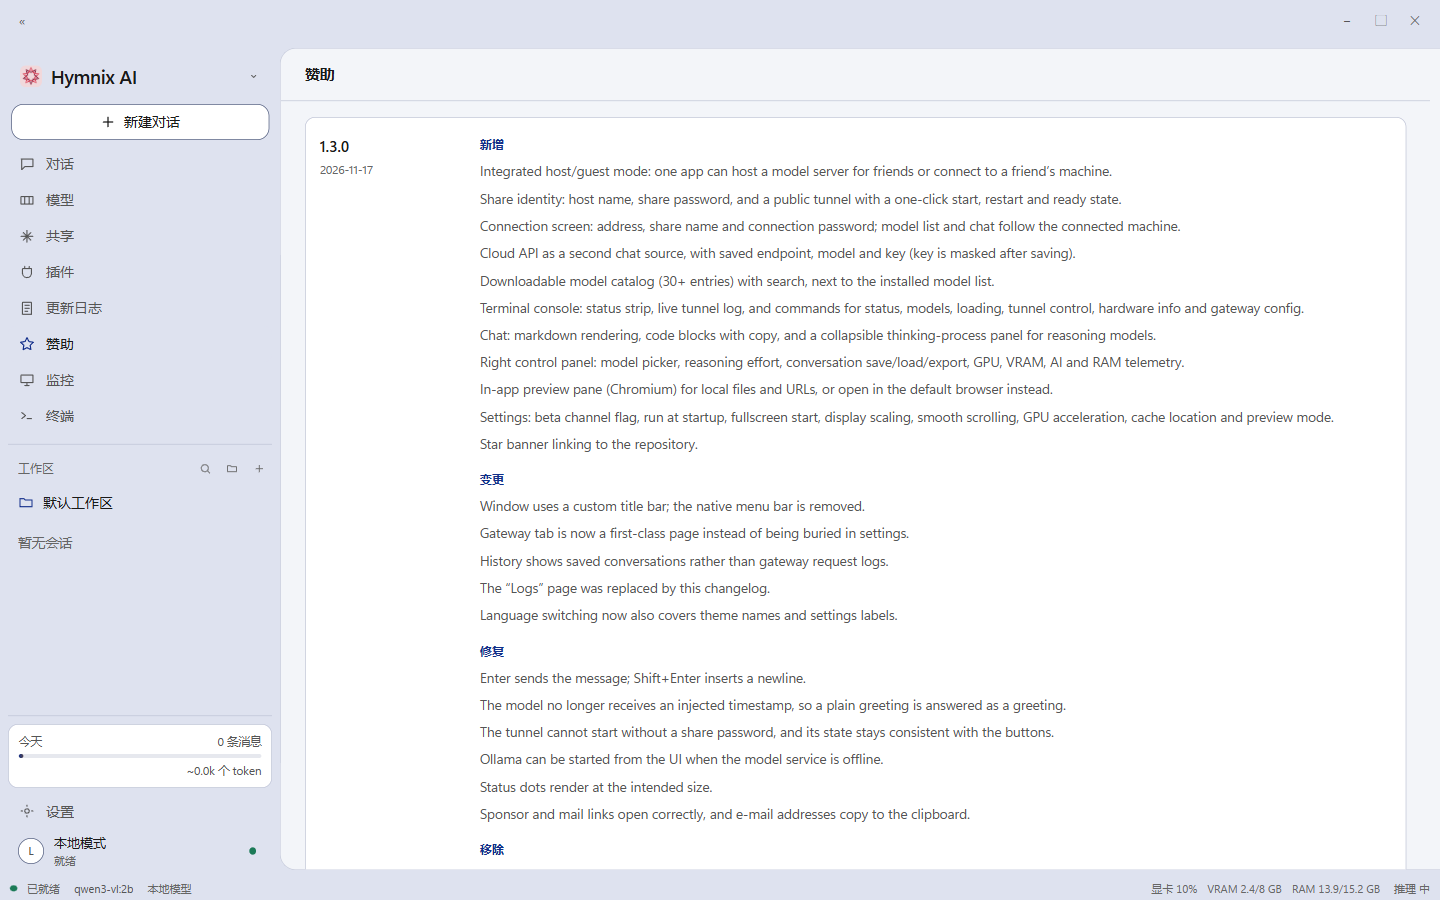 «
Hymnix AI
+ 新建对话
对话
模型
共享
插件
更新日志
赞助
监控
终端
工作区
默认工作区
暂无会话
今天 0 条消息
~0.0k 个 token
设置
L 本地模式
就绪
赞助
1.3.0
2026-11-17
新增
Integrated host/guest mode: one app can host a model server for friends or connect to a friend’s machine.
Share identity: host name, share password, and a public tunnel with a one-click start, restart and ready state.
Connection screen: address, share name and connection password; model list and chat follow the connected machine.
Cloud API as a second chat source, with saved endpoint, model and key (key is masked after saving).
Downloadable model catalog (30+ entries) with search, next to the installed model list.
Terminal console: status strip, live tunnel log, and commands for status, models, loading, tunnel control, hardware info and gateway config.
Chat: markdown rendering, code blocks with copy, and a collapsible thinking-process panel for reasoning models.
Right control panel: model picker, reasoning effort, conversation save/load/export, GPU, VRAM, AI and RAM telemetry.
In-app preview pane (Chromium) for local files and URLs, or open in the default browser instead.
Settings: beta channel flag, run at startup, fullscreen start, display scaling, smooth scrolling, GPU acceleration, cache location and preview mode.
Star banner linking to the repository.
变更
Window uses a custom title bar; the native menu bar is removed.
Gateway tab is now a first-class page instead of being buried in settings.
History shows saved conversations rather than gateway request logs.
The “Logs” page was replaced by this changelog.
Language switching now also covers theme names and settings labels.
修复
Enter sends the message; Shift+Enter inserts a newline.
The model no longer receives an injected timestamp, so a plain greeting is answered as a greeting.
The tunnel cannot start without a share password, and its state stays consistent with the buttons.
Ollama can be started from the UI when the model service is offline.
Status dots render at the intended size.
Sponsor and mail links open correctly, and e-mail addresses copy to the clipboard.
移除
已就绪 qwen3-vl:2b 本地模型
显卡 10% VRAM 2.4/8 GB RAM 13.9/15.2 GB 推理 中